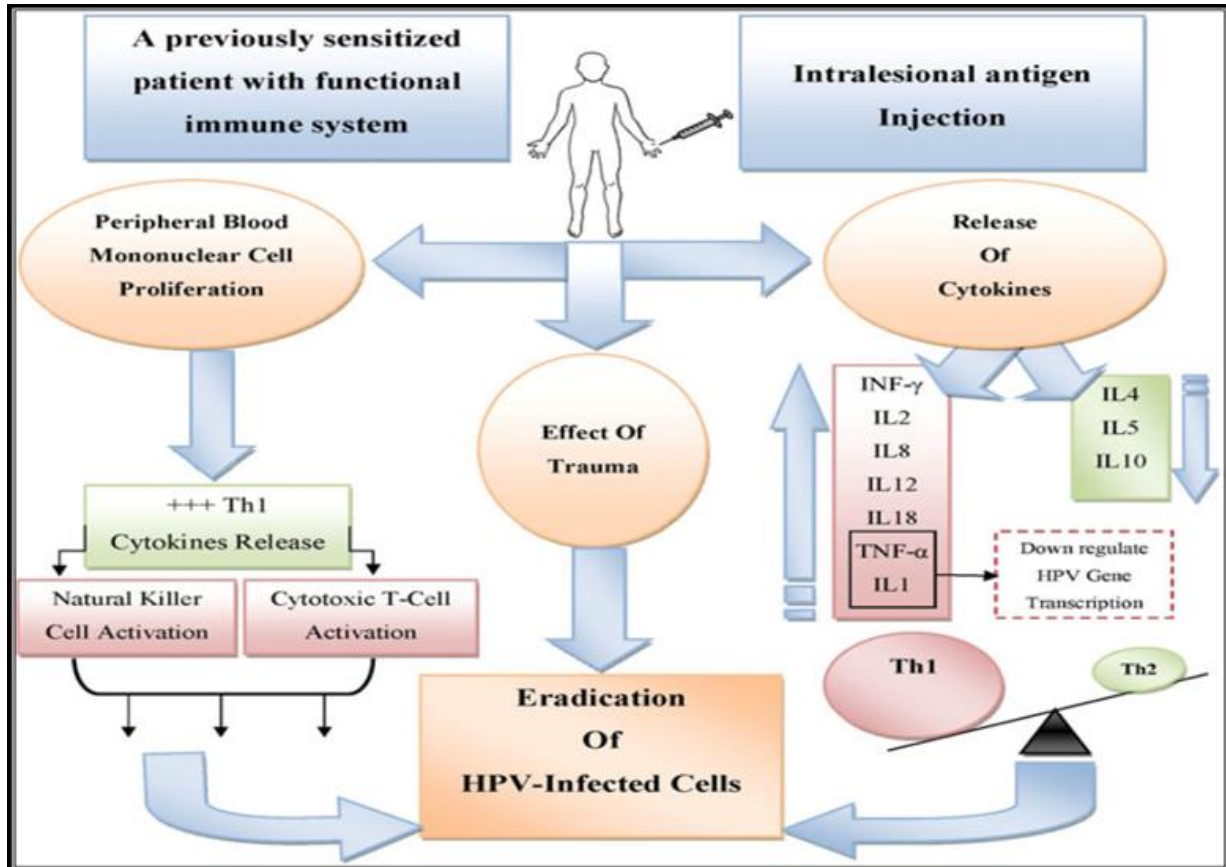 A previously sensitized
patient with functional
immune system
Intralesional antigen
Injection
Peripheral Blood
Mononuclear Cell
Proliferation
Release
Of
Cytokines
Effect Of
Trauma
INF-γ
IL2
IL8
IL12
IL18
TNF-α
IL1
IL4
IL5
IL10
+++ Th1
Cytokines Release
Down regulate
HPV Gene
Transcription
Natural Killer
Cell Activation
Cytotoxic T-Cell
Activation
Th1
Th2
Eradication
Of
HPV-Infected Cells